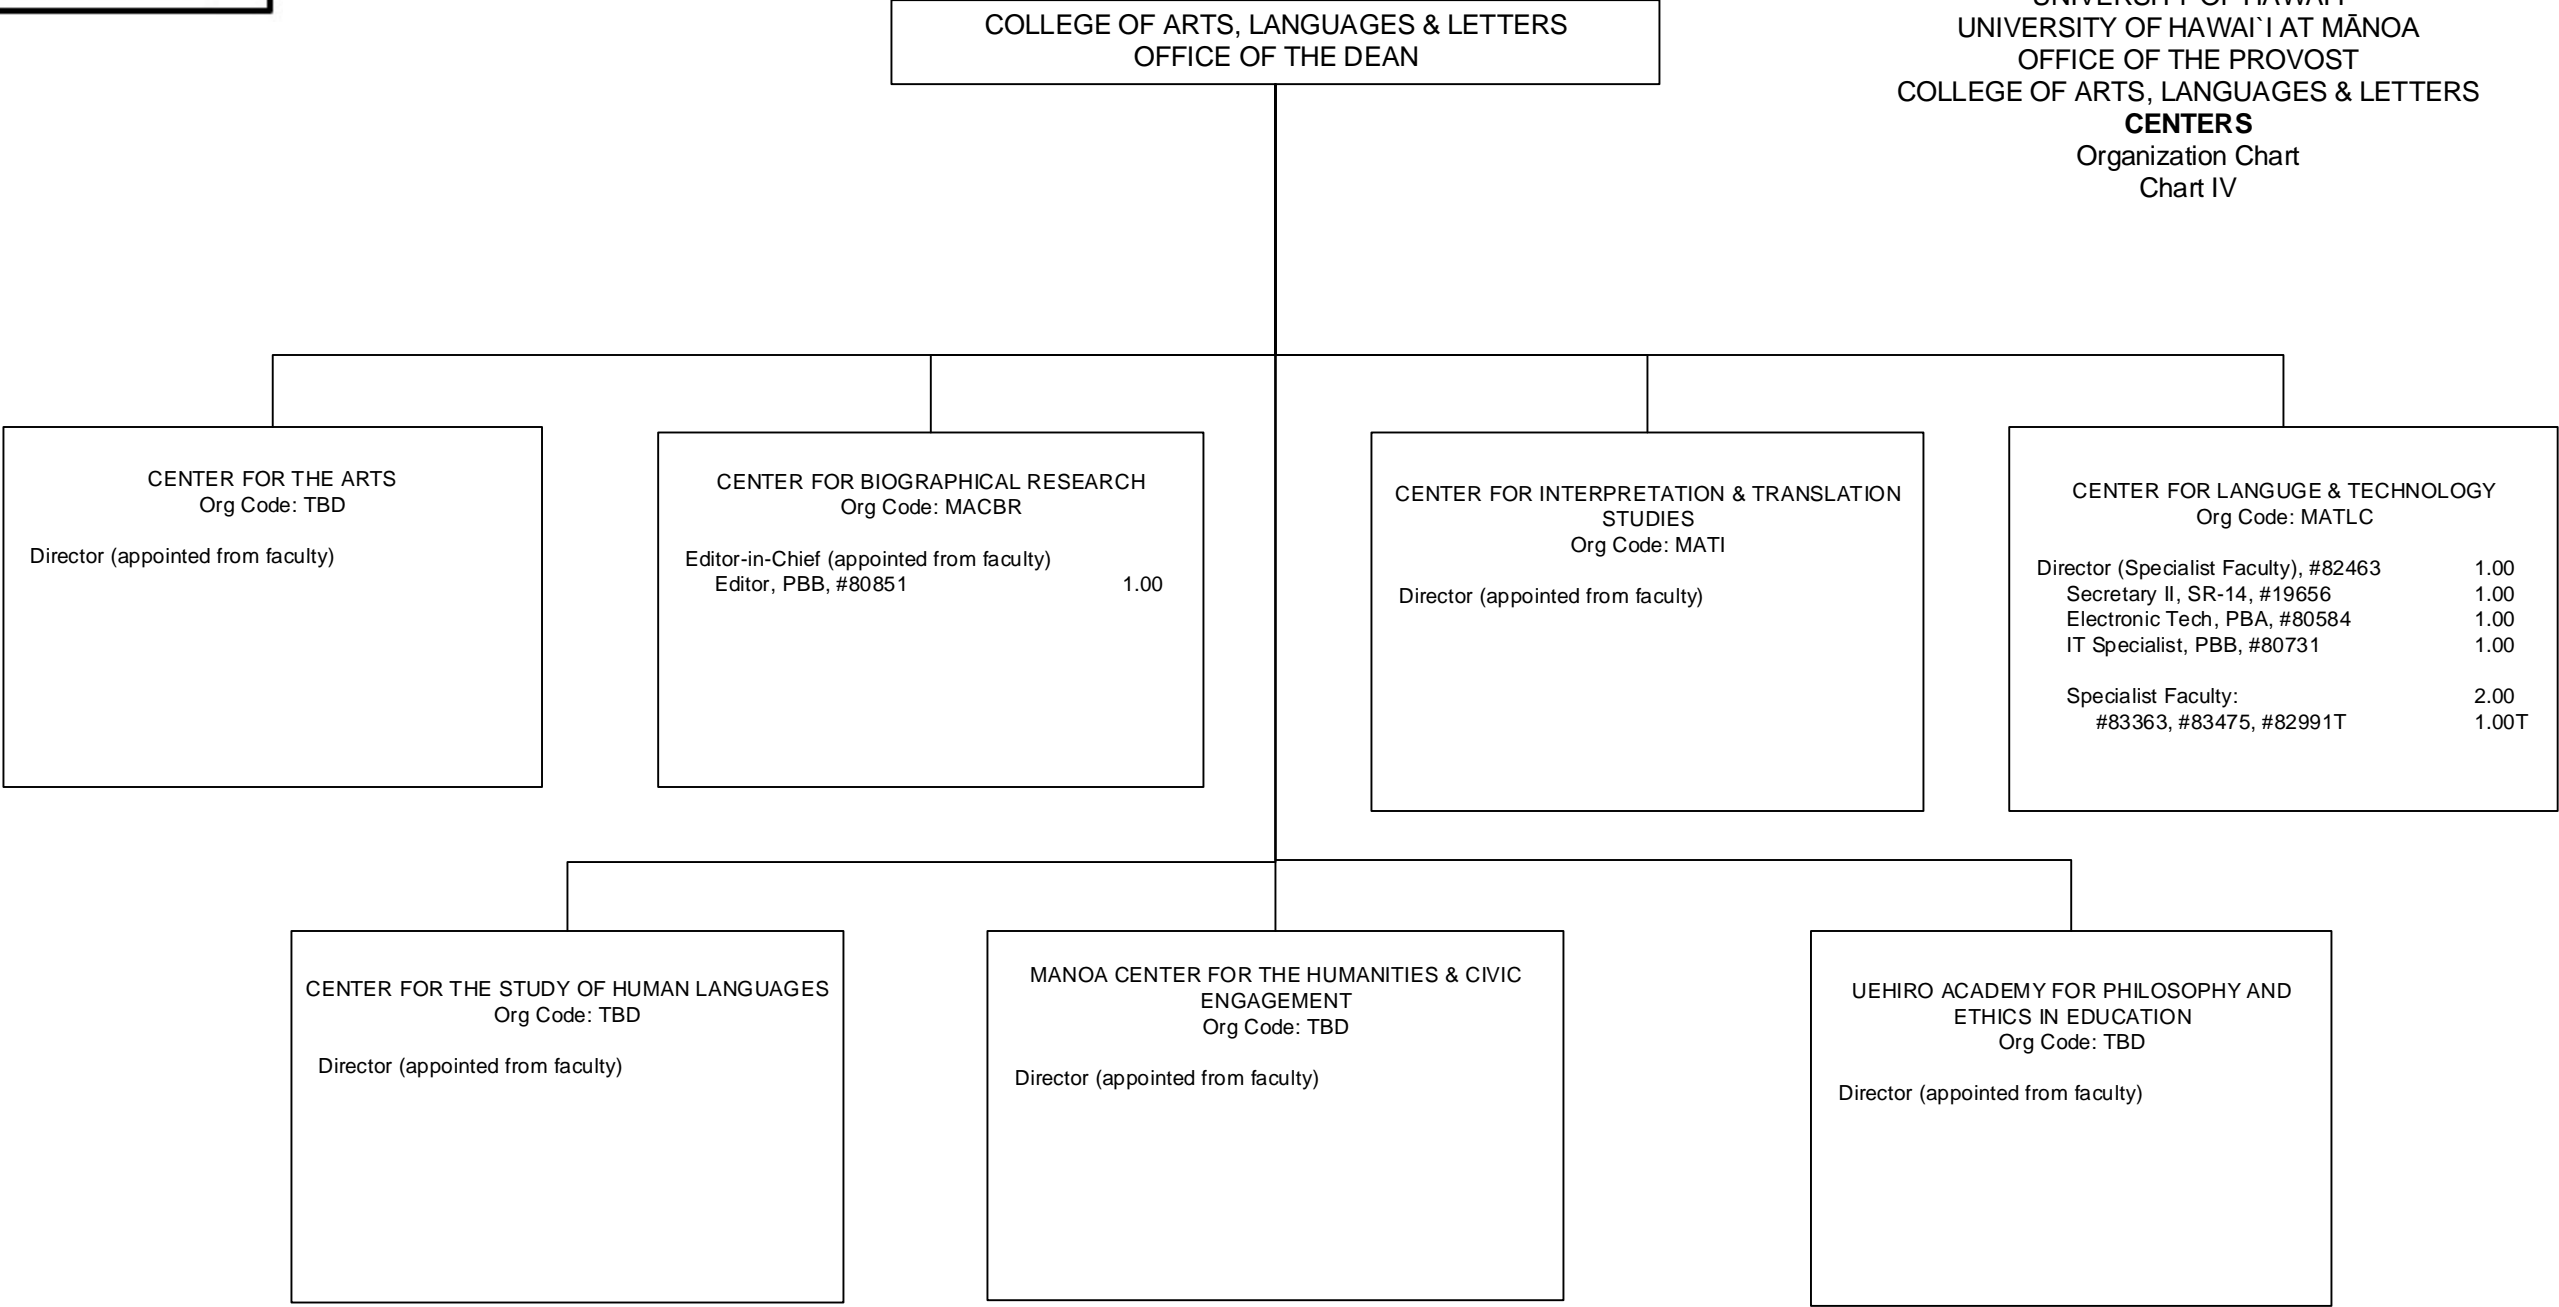 COLLEGE OF ARTS, LANGUAGES & LETTERS
OFFICE OF THE DEAN
UNIVERSITY OF HAWAI`I AT MĀNOA
OFFICE OF THE PROVOST
COLLEGE OF ARTS, LANGUAGES & LETTERS
CENTERS
Organization Chart
Chart IV
CENTER FOR THE ARTS
Org Code: TBD
Director (appointed from faculty)
CENTER FOR BIOGRAPHICAL RESEARCH
Org Code: MACBR
Editor-in-Chief (appointed from faculty)
Editor, PBB, #80851 1.00
CENTER FOR INTERPRETATION & TRANSLATION
STUDIES
Org Code: MATI
Director (appointed from faculty)
CENTER FOR LANGUGE & TECHNOLOGY
Org Code: MATLC
Director (Specialist Faculty), #82463 1.00
Secretary II, SR-14, #19656 1.00
Electronic Tech, PBA, #80584 1.00
IT Specialist, PBB, #80731 1.00
Specialist Faculty: 2.00
#83363, #83475, #82991T 1.00T
CENTER FOR THE STUDY OF HUMAN LANGUAGES
Org Code: TBD
Director (appointed from faculty)
MANOA CENTER FOR THE HUMANITIES & CIVIC
ENGAGEMENT
Org Code: TBD
Director (appointed from faculty)
UEHIRO ACADEMY FOR PHILOSOPHY AND
ETHICS IN EDUCATION
Org Code: TBD
Director (appointed from faculty)